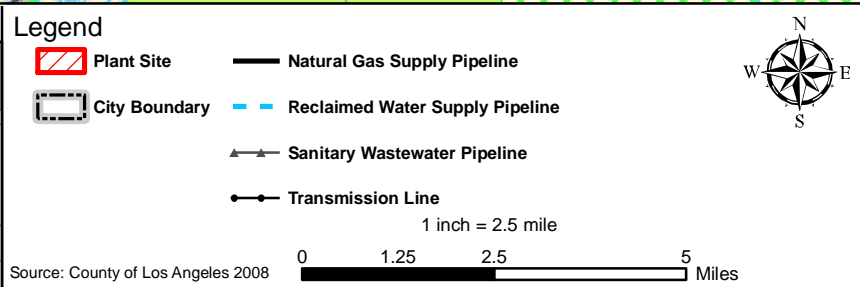 Legend
N
W E
S
Plant Site
Natural Gas Supply Pipeline
City Boundary
Reclaimed Water Supply Pipeline
Sanitary Wastewater Pipeline
Transmission Line
1 inch = 2.5 mile
0 1.25 2.5 5
Miles
Source: County of Los Angeles 2008